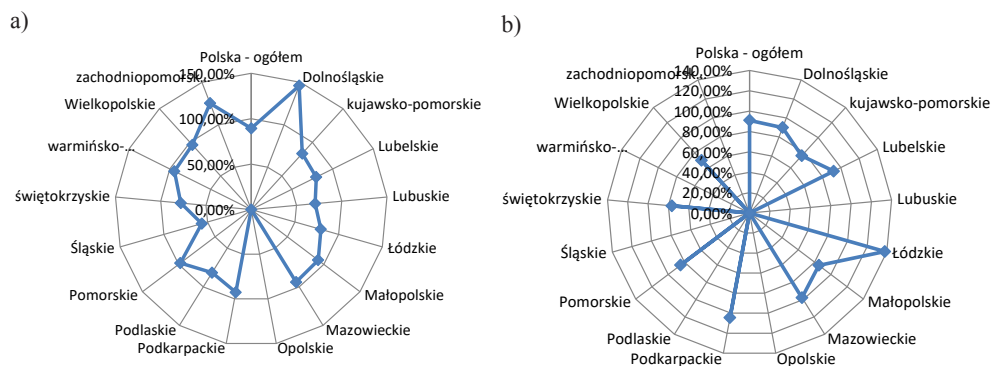 a)
Polska - ogółem
150,00%
Dolnośląskie
zachodniopomorsk…
kujawsko-pomorskie
Wielkopolskie
100,00%
Lubelskie
warmińsko-…
50,00%
świętokrzyskie
Lubuskie
0,00%
Śląskie
Łódzkie
Pomorskie
Małopolskie
Podlaskie
Mazowieckie
Podkarpackie
Opolskie
b)
Polska - ogółem
140,00%
zachodniopomorsk…
Dolnośląskie
120,00%
Wielkopolskie
kujawsko-pomorskie
100,00%
80,00%
warmińsko-…
Lubelskie
60,00%
40,00%
świętokrzyskie
Lubuskie
20,00%
0,00%
Śląskie
Łódzkie
Pomorskie
Małopolskie
Podlaskie
Mazowieckie
Podkarpackie
Opolskie